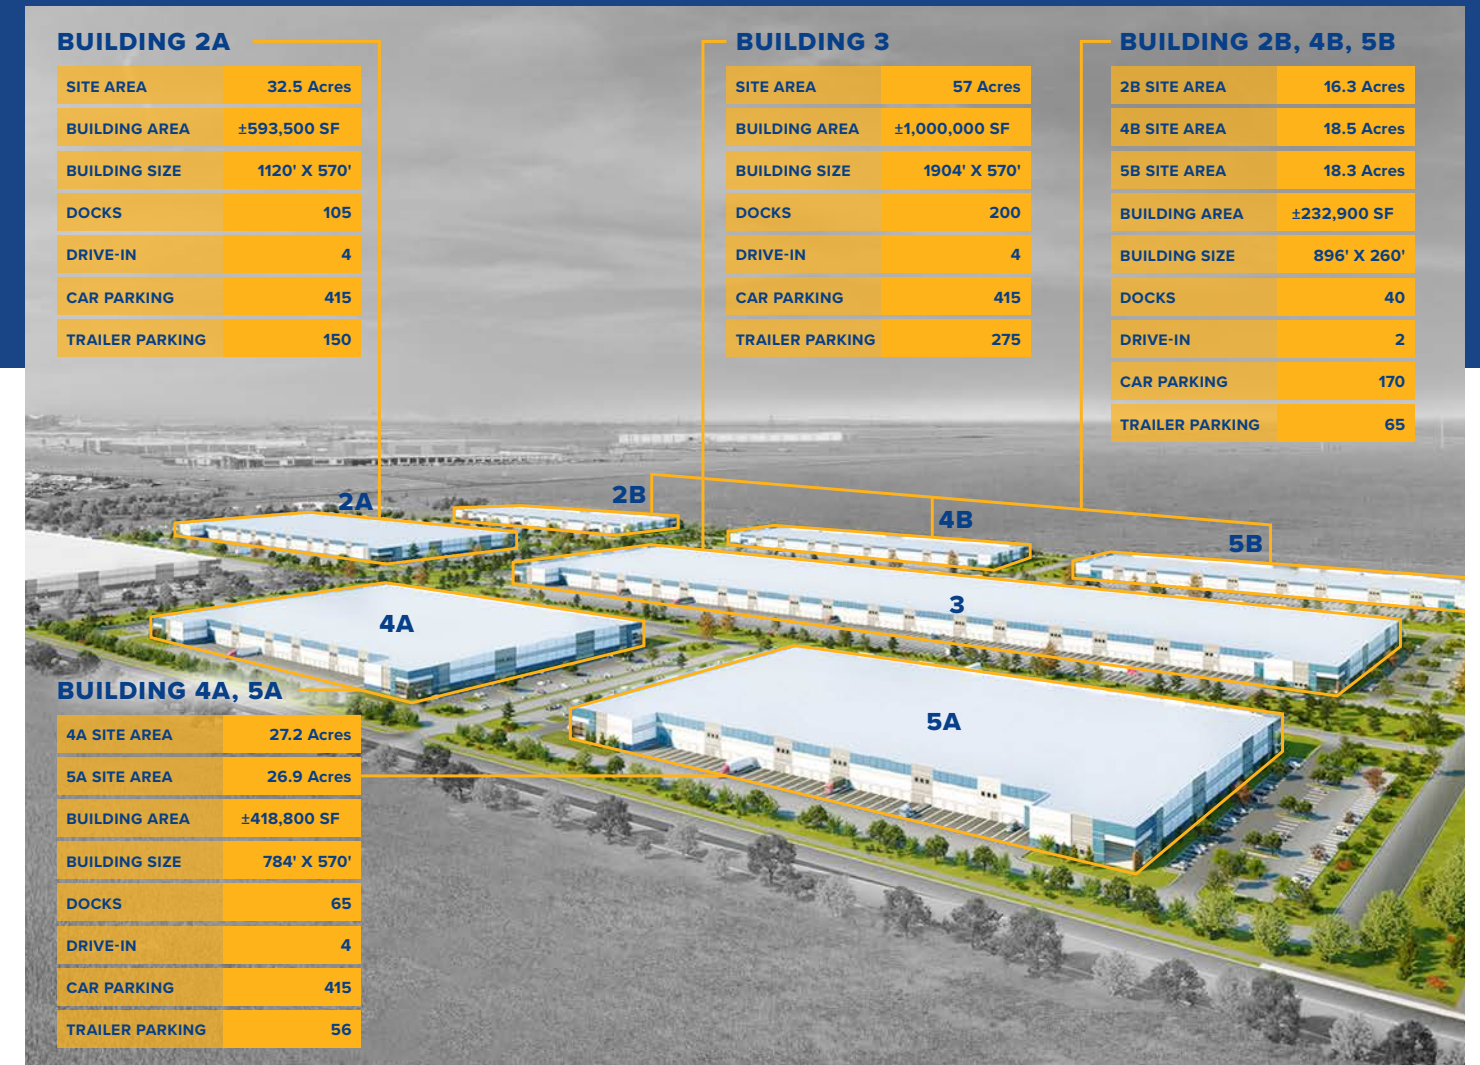 BUILDING 2A
SITE AREA 32.5 Acres
BUILDING AREA ±593,500 SF
BUILDING SIZE 1120' X 570'
DOCKS 105
DRIVE-IN 4
CAR PARKING 415
TRAILER PARKING 150
BUILDING 3
SITE AREA 57 Acres
BUILDING AREA ±1,000,000 SF
BUILDING SIZE 1904' X 570'
DOCKS 200
DRIVE-IN 4
CAR PARKING 415
TRAILER PARKING 275
BUILDING 2B, 4B, 5B
2B SITE AREA 16.3 Acres
4B SITE AREA 18.5 Acres
5B SITE AREA 18.3 Acres
BUILDING AREA ±232,900 SF
BUILDING SIZE 896' X 260'
DOCKS 40
DRIVE-IN 2
CAR PARKING 170
TRAILER PARKING 65
2A
2B
4B
5B
3
4A
5A
BUILDING 4A, 5A
4A SITE AREA 27.2 Acres
5A SITE AREA 26.9 Acres
BUILDING AREA ±418,800 SF
BUILDING SIZE 784' X 570'
DOCKS 65
DRIVE-IN 4
CAR PARKING 415
TRAILER PARKING 56